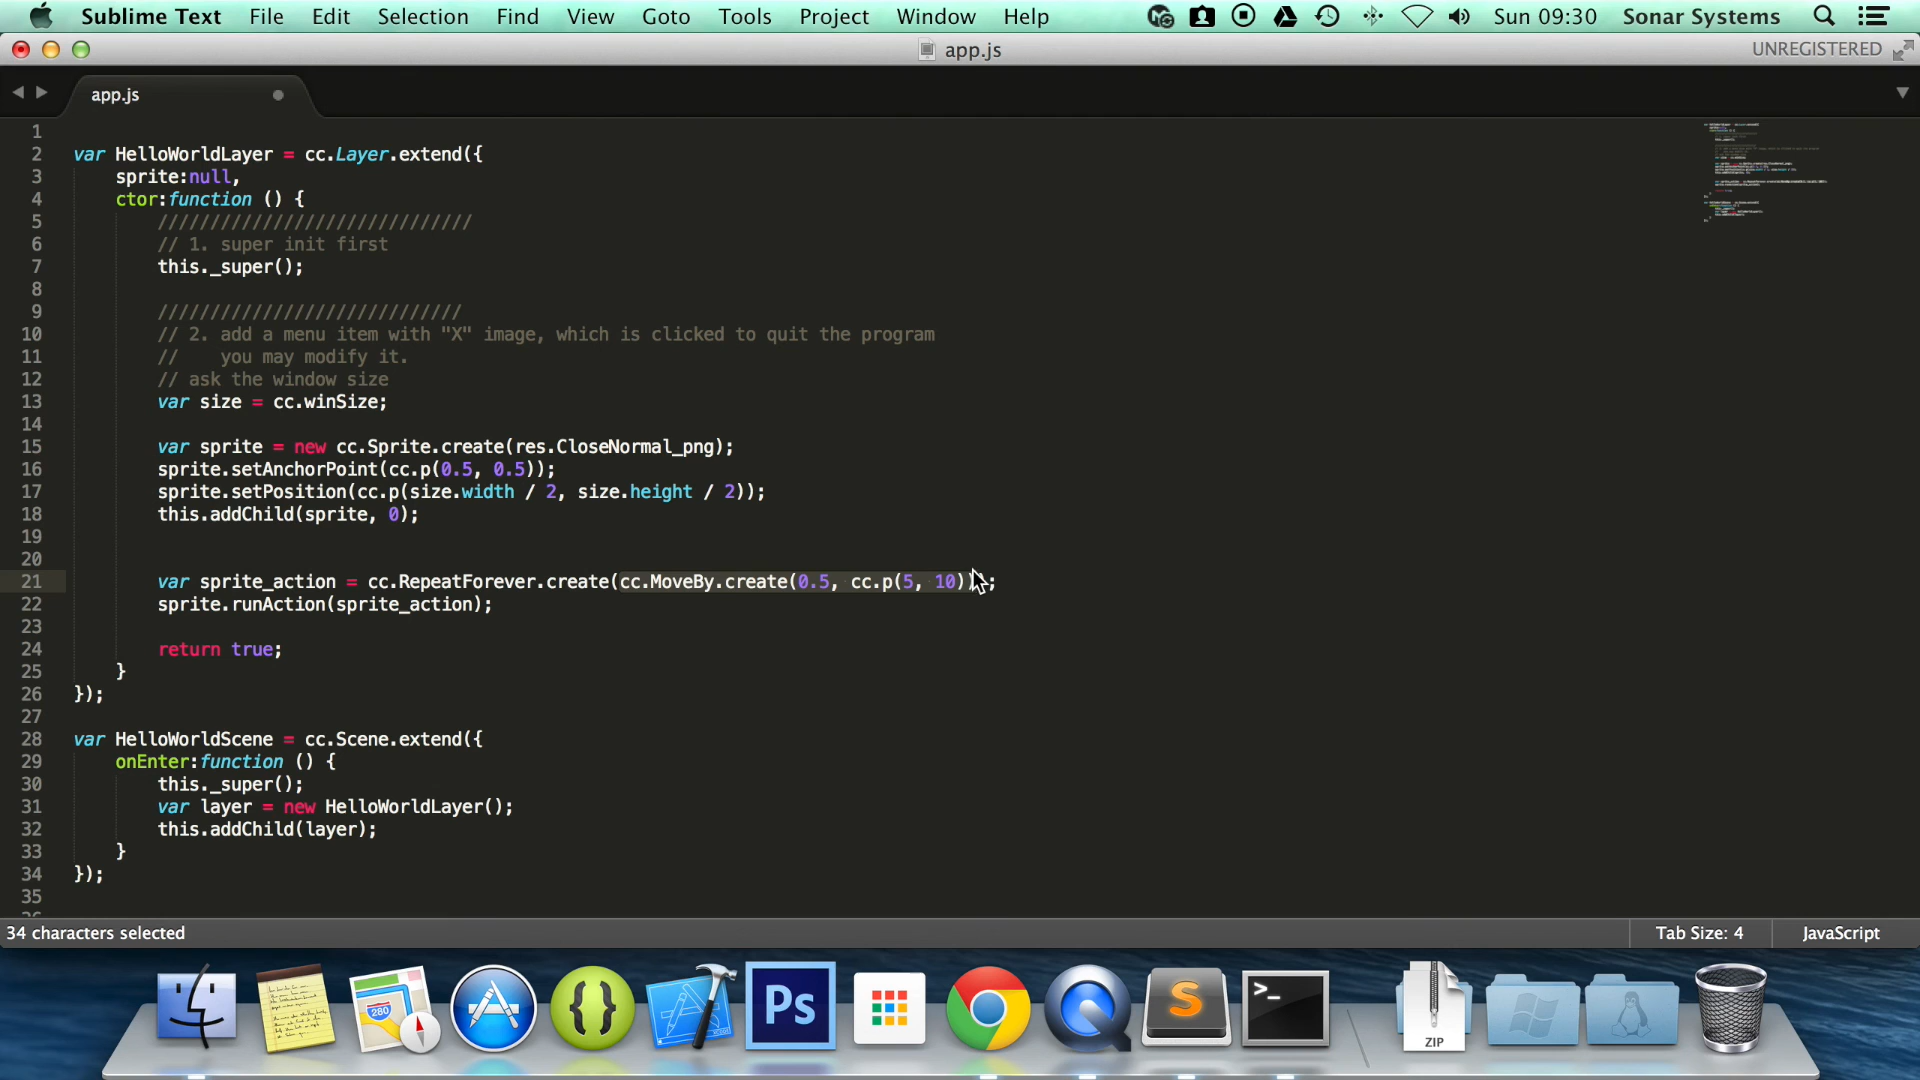 Sublime Text File Edit Selection Find View Goto Tools Project Window Help Sun 09:30 Sonar Systems
app.js UNREGISTERED
app.js
1
2 var HelloWorldLayer = cc.Layer.extend({
3 sprite:null,
4 ctor:function () {
5 //////////////////////////////
6 // 1. super init first
7 this._super();
8
9 /////////////////////////////
10 // 2. add a menu item with "X" image, which is clicked to quit the program
11 // you may modify it.
12 // ask the window size
13 var size = cc.winSize;
14
15 var sprite = new cc.Sprite.create(res.CloseNormal_png);
16 sprite.setAnchorPoint(cc.p(0.5, 0.5));
17 sprite.setPosition(cc.p(size.width / 2, size.height / 2));
18 this.addChild(sprite, 0);
19
20
21 var sprite_action = cc.RepeatForever.create(cc.MoveBy.create(0.5, cc.p(5, 10)));
22 sprite.runAction(sprite_action);
23
24 return true;
25 }
26 });
27
28 var HelloWorldScene = cc.Scene.extend({
29 onEnter:function () {
30 this._super();
31 var layer = new HelloWorldLayer();
32 this.addChild(layer);
33 }
34 });
35
34 characters selected Tab Size: 4 JavaScript
280
{}
Ps
S
>_
ZIP